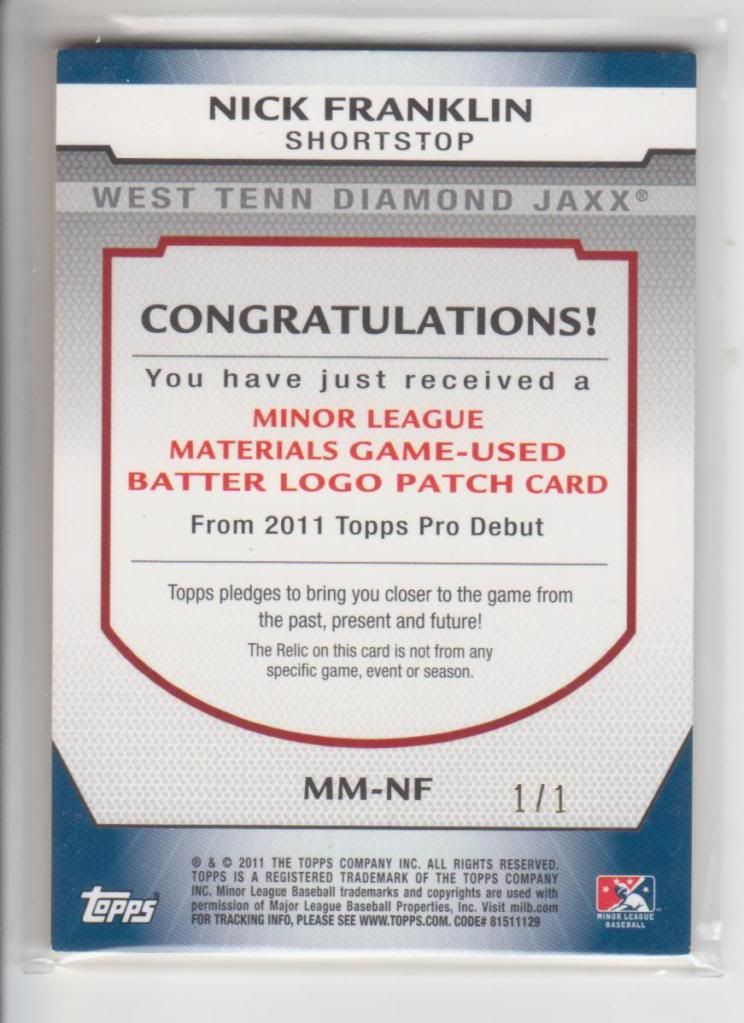 NICK FRANKLIN
SHORTSTOP
WEST TENN DIAMOND JAXX®
CONGRATULATIONS!
You have just received a
MINOR LEAGUE
MATERIALS GAME-USED
BATTER LOGO PATCH CARD
From 2011 Topps Pro Debut
Topps pledges to bring you closer to the game from
the past, present and future!
The Relic on this card is not from any
specific game, event or season.
MM-NF 1/1
® & © 2011 THE TOPPS COMPANY INC. ALL RIGHTS RESERVED.
TOPPS IS A REGISTERED TRADEMARK OF THE TOPPS COMPANY
INC. Minor League Baseball trademarks and copyrights are used with
permission of Major League Baseball Properties, Inc. Visit milb.com
FOR TRACKING INFO, PLEASE SEE WWW.TOPPS.COM. CODE# 81511129
topps
MINOR LEAGUE
BASEBALL